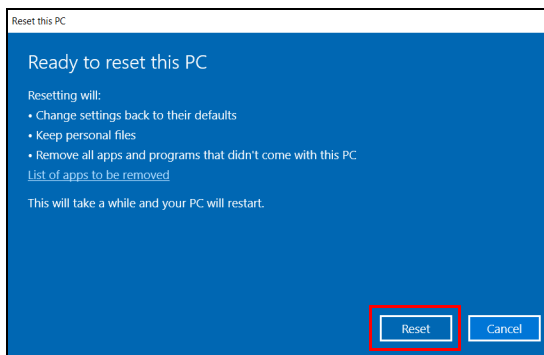 Reset this PC
Ready to reset this PC
Resetting will:
• Change settings back to their defaults
• Keep personal files
• Remove all apps and programs that didn't come with this PC
List of apps to be removed
This will take a while and your PC will restart.
Reset
Cancel